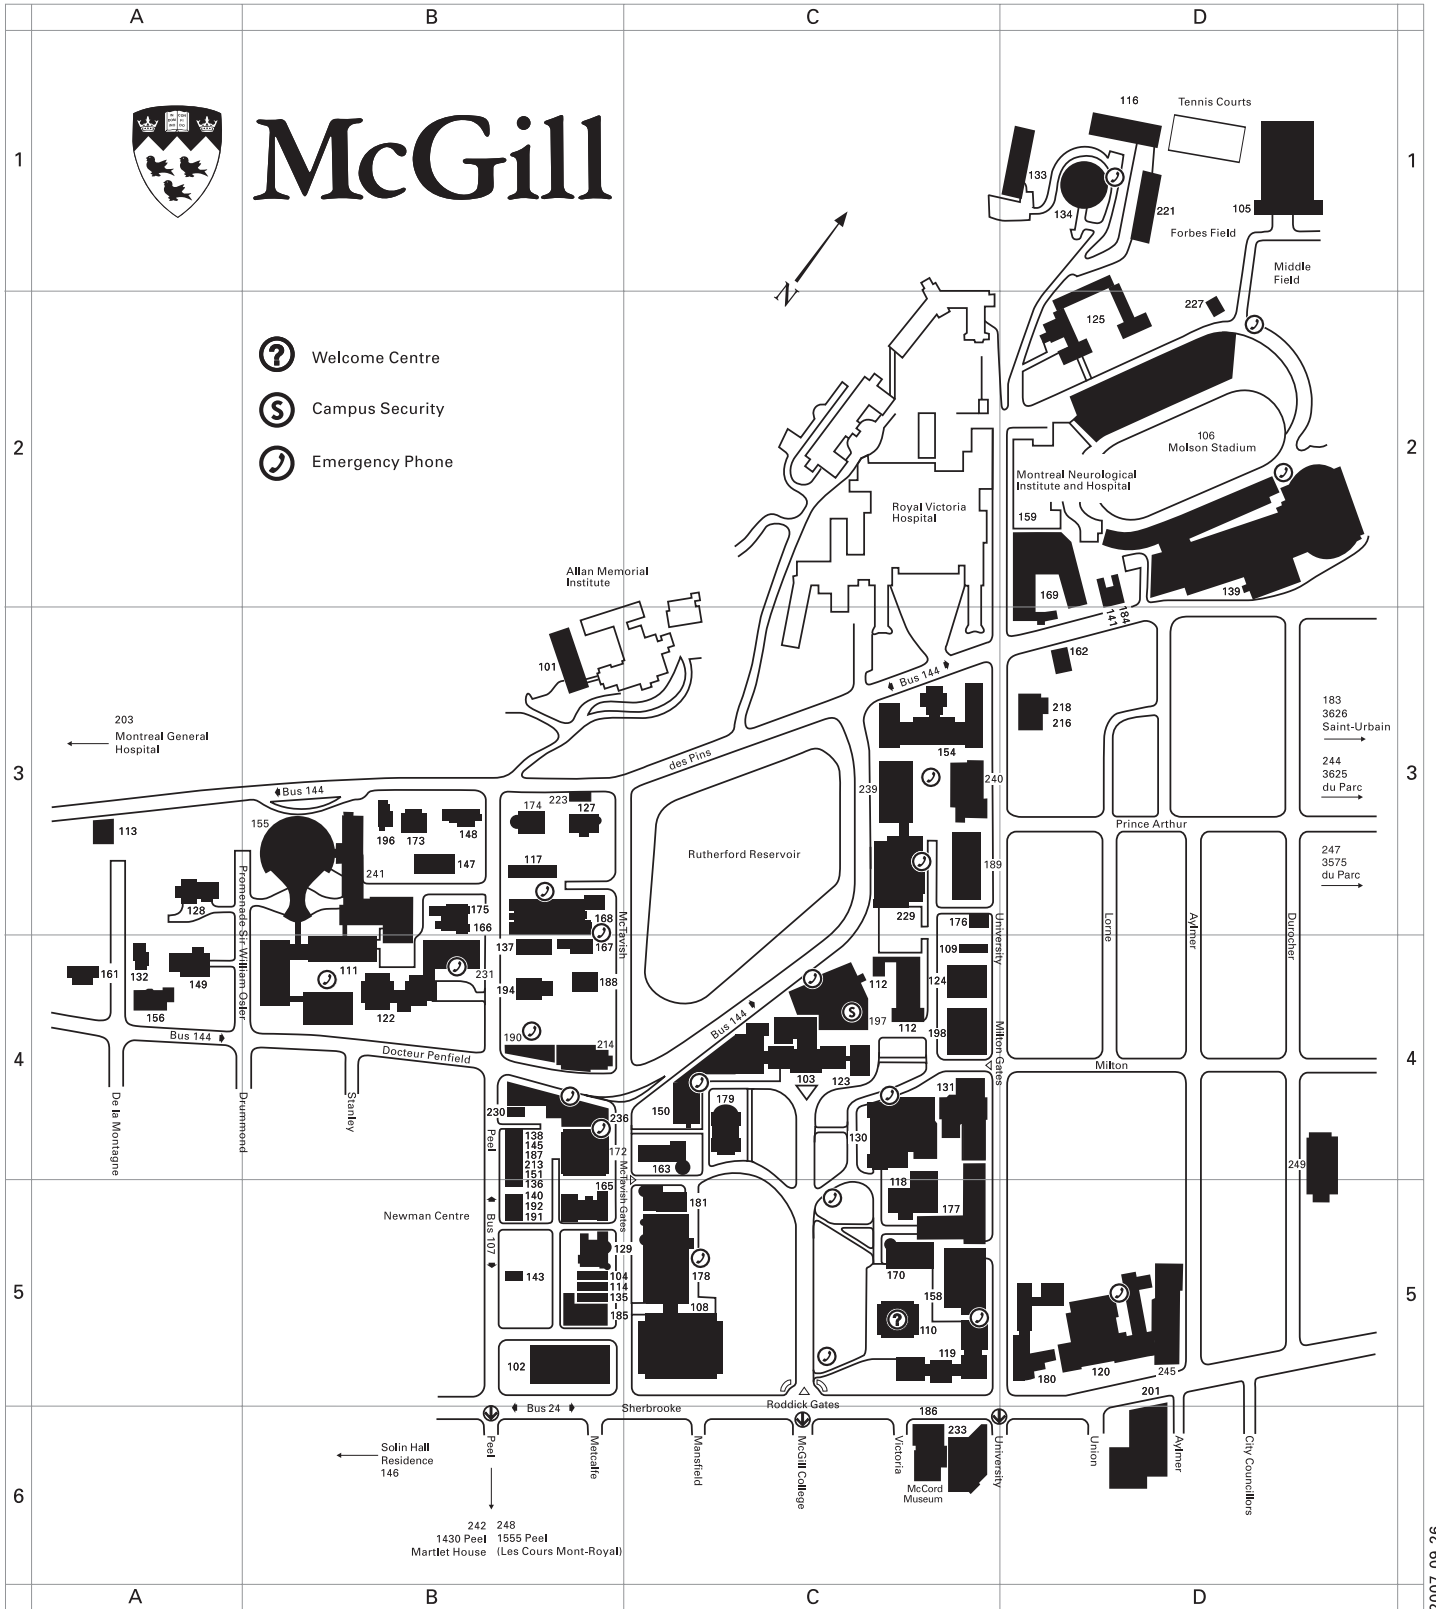 A B C D
1
McGill
116
Tennis Courts
133
134
221
105
Forbes Field
Middle
Field
1
N
227
125
Welcome Centre
Campus Security
Emergency Phone
2
106
Molson Stadium
2
Montreal Neurological
Institute and Hospital
Royal Victoria
Hospital
159
Allan Memorial
Institute
169
184
141
139
101
162
Bus 144
218
216
183
3626
Saint-Urbain
203
Montreal General
Hospital
154
des Pins
3
244
3625
du Parc
3
239
240
Bus 144
223
174
127
155
113
196
173
148
Prince Arthur
Rutherford Reservoir
147
117
189
247
3575
du Parc
241
Promenade Sir William Osler
128
175
166
168
McTavish
229
176
University
Lorne
Aylmer
Durocher
137
167
109
161
132
149
111
231
194
188
112
124
156
122
197
112
198
Bus 144
190
Bus 144
Milton Gates
Docteur Penfield
214
4
Milton
4
103
123
131
De la Montagne
Drummond
Stanley
230
236
150
179
130
Peel
138
145
187
213
151
136
172
163
249
McTavish Gates
165
118
140
192
191
181
177
Newman Centre
Bus 107
129
143
104
114
135
185
178
170
5
108
158
5
110
119
102
180
120
245
201
Roddick Gates
Bus 24
Sherbrooke
186
233
Solin Hall
Residence
146
Peel
Metcalfe
Mansfield
McGill College
Victoria
University
Union
Aylmer
City Councillors
McCord
Museum
6
6
242
1430 Peel
Martlet House
248
1555 Peel
(Les Cours Mont-Royal)
2007-09-26
A B C D